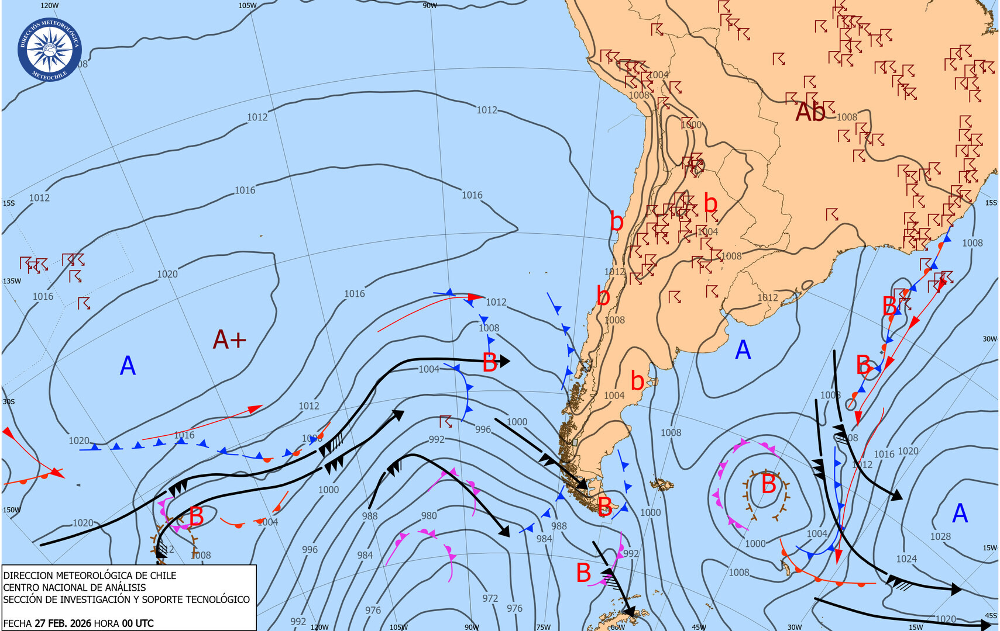 120W
105W
90W
DIRECCIÓN METEOROLÓGICA
METEOCHILE
08
1004
1008
1012
1012
1000
Ab
1008
1012
1016
1016
15S
b
b
15S
1004
1008
1008
1020
1012
135W
1016
1016
b
1012
1012
B
1008
1008
A+
30W
A
A
B
B
1004
b
30S
1004
1008
1012
1000
996
1008
1016
1020
1008
992
1008
1016
1020
1012
B
1000
150W
B
B
A
980
988
1000
1020
1004
988
1004
1028
984
1000
15W
1012
1008
996
984
992
1024
B
1008
DIRECCION METEOROLÓGICA DE CHILE
CENTRO NACIONAL DE ANÁLISIS
SECCIÓN DE INVESTIGACIÓN Y SOPORTE TECNOLÓGICO
FECHA 27 FEB. 2026 HORA 00 UTC
972
976
976
992
1020
45S
120W
105W
90W
75W
60W
45W
30W
15W